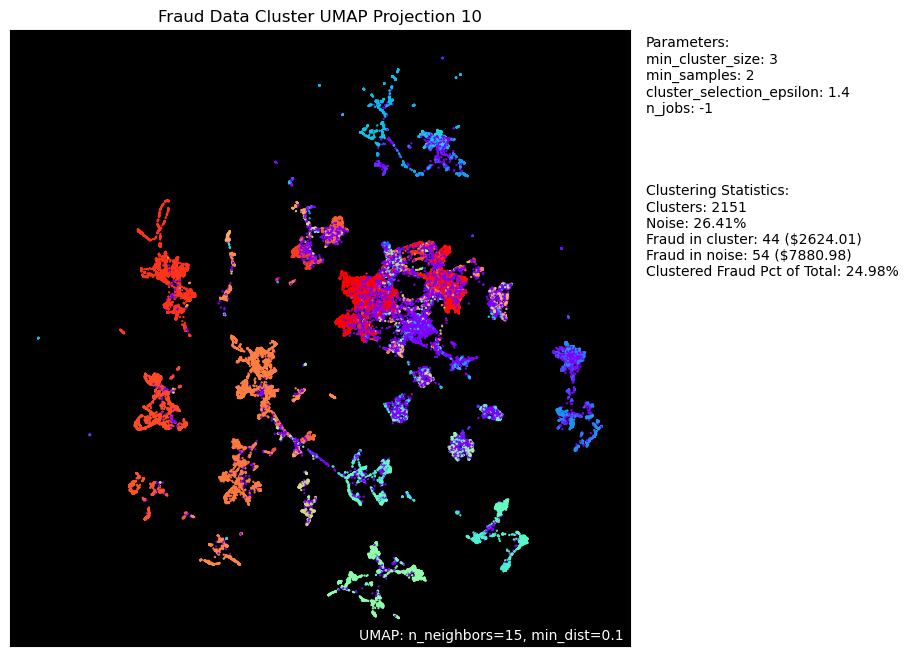 Fraud Data Cluster UMAP Projection 10
Parameters:
min_cluster_size: 3
min_samples: 2
cluster_selection_epsilon: 1.4
n_jobs: -1
Clustering Statistics:
Clusters: 2151
Noise: 26.41%
Fraud in cluster: 44 ($2624.01)
Fraud in noise: 54 ($7880.98)
Clustered Fraud Pct of Total: 24.98%
UMAP: n_neighbors=15, min_dist=0.1